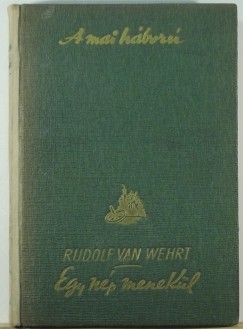 A mai háború
RUDOLF VAN WEHRT
Egy nép menekül